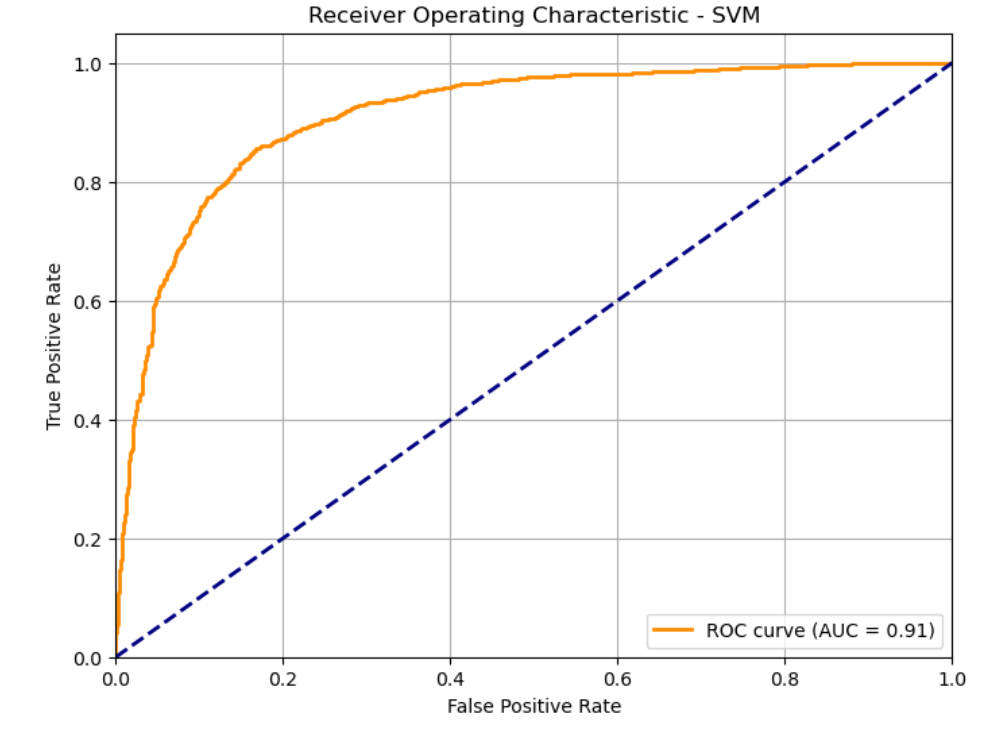 Receiver Operating Characteristic - SVM
1.0
0.8
0.6
0.4
0.2
0.0
True Positive Rate
ROC curve (AUC = 0.91)
0.0 0.2 0.4 0.6 0.8 1.0
False Positive Rate